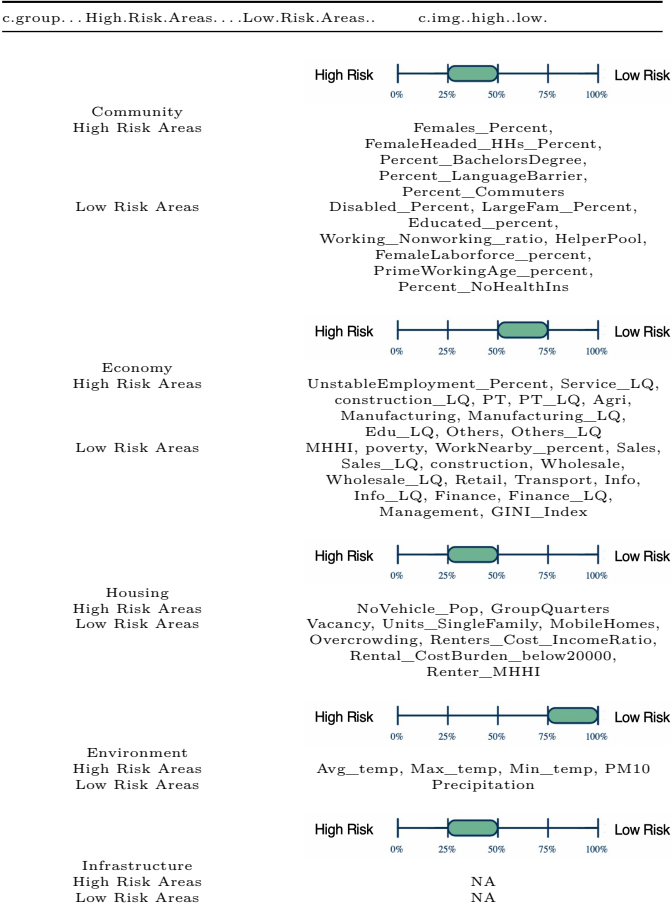 c.group... High.Risk.Areas....Low.Risk.Areas.. c.img..high..low.
High Risk Low Risk
0% 25% 50% 75% 100%
Community
High Risk Areas Females_Percent,
FemaleHeaded_HHs_Percent,
Percent_BachelorsDegree,
Percent_LanguageBarrier,
Percent_Commuters
Low Risk Areas Disabled_Percent, LargeFam_Percent,
Educated_percent,
Working_Nonworking_ratio, HelperPool,
FemaleLaborforce_percent,
PrimeWorkingAge_percent,
Percent_NoHealthIns
High Risk Low Risk
0% 25% 50% 75% 100%
Economy
High Risk Areas UnstableEmployment_Percent, Service_LQ,
construction_LQ, PT, PT_LQ, Agri,
Manufacturing, Manufacturing_LQ,
Edu_LQ, Others, Others_LQ
Low Risk Areas MHHI, poverty, WorkNearby_percent, Sales,
Sales_LQ, construction, Wholesale,
Wholesale_LQ, Retail, Transport, Info,
Info_LQ, Finance, Finance_LQ,
Management, GINI_Index
High Risk Low Risk
0% 25% 50% 75% 100%
Housing
High Risk Areas NoVehicle_Pop, GroupQuarters
Low Risk Areas Vacancy, Units_SingleFamily, MobileHomes,
Overcrowding, Renters_Cost_IncomeRatio,
Rental_CostBurden_below20000,
Renter_MHHI
High Risk Low Risk
0% 25% 50% 75% 100%
Environment
High Risk Areas Avg_temp, Max_temp, Min_temp, PM10
Low Risk Areas Precipitation
High Risk Low Risk
0% 25% 50% 75% 100%
Infrastructure
High Risk Areas NA
Low Risk Areas NA